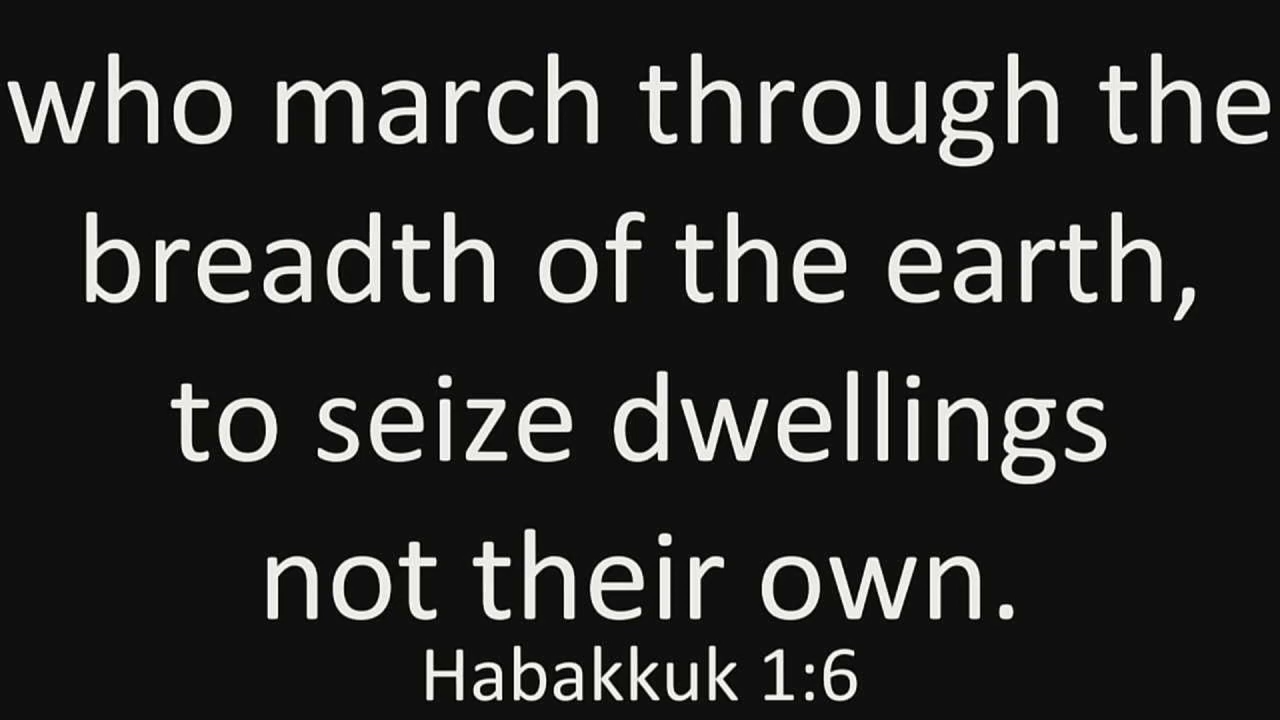 who march through the
breadth of the earth,
to seize dwellings
not their own.
Habakkuk 1:6